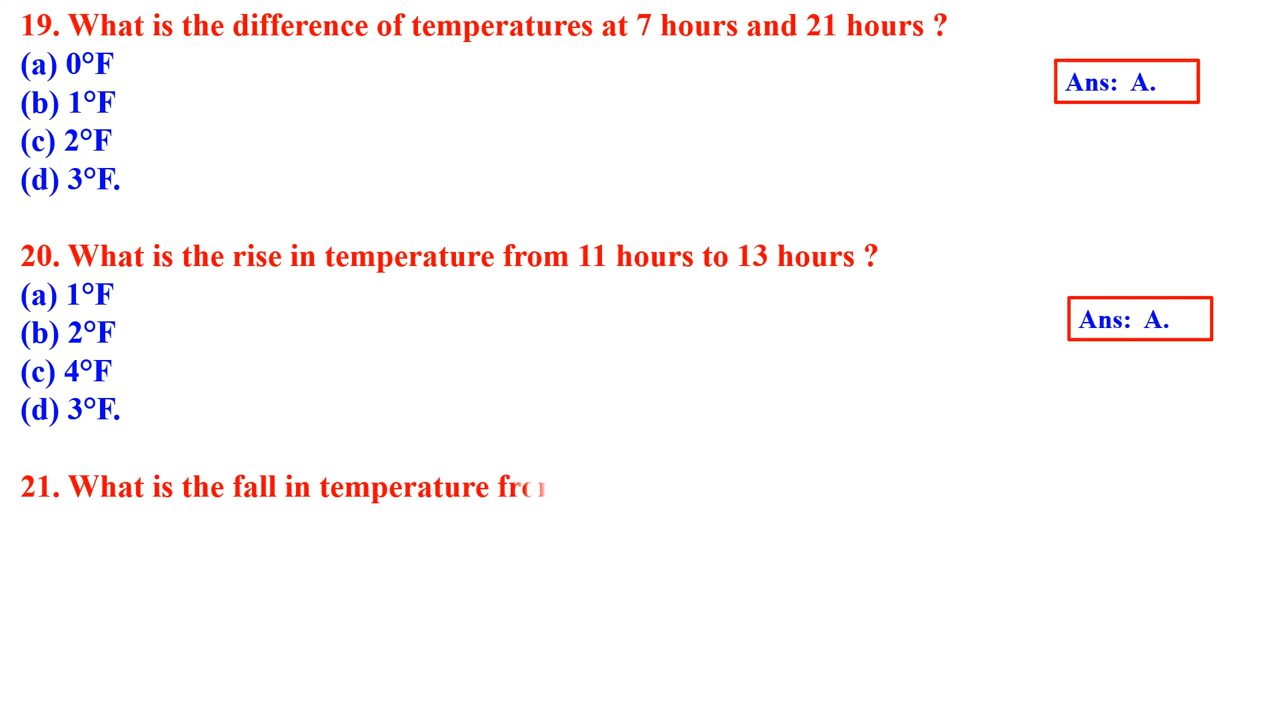 19. What is the difference of temperatures at 7 hours and 21 hours ?
(a) 0°F
Ans: A.
(b) 1°F
(c) 2°F
(d) 3°F.
20. What is the rise in temperature from 11 hours to 13 hours ?
(a) 1°F
Ans: A.
(b) 2°F
(c) 4°F
(d) 3°F.
21. What is the fall in temperature